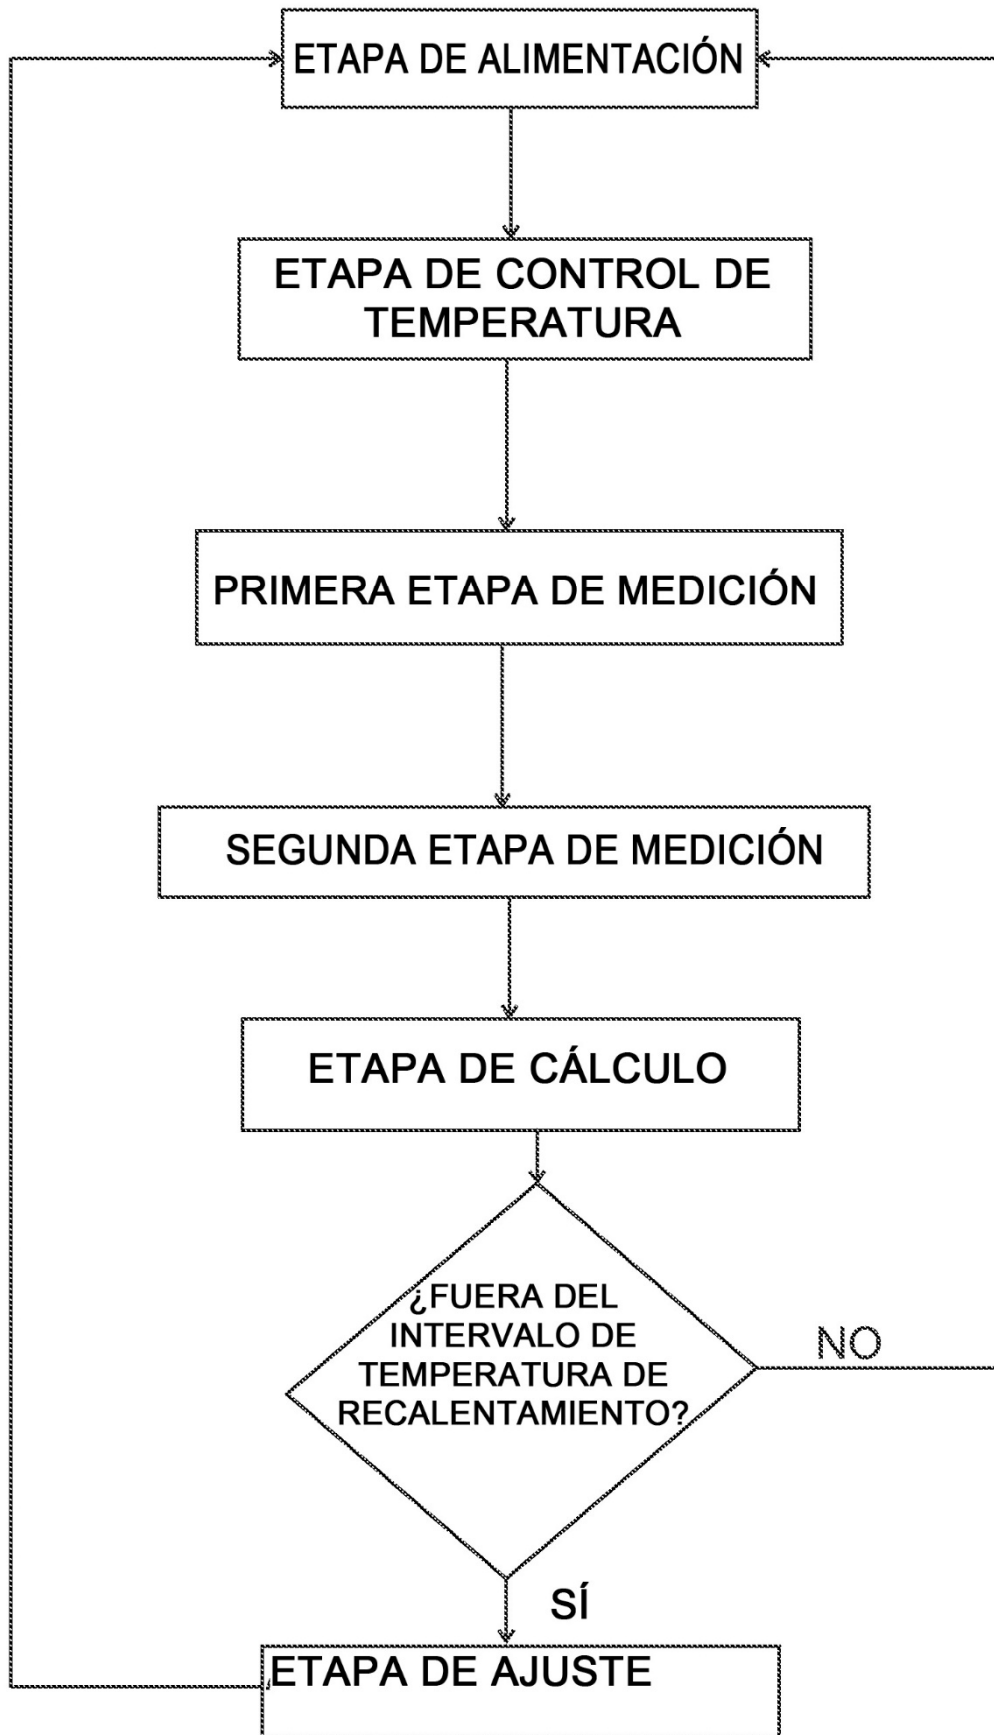 ETAPA DE ALIMENTACIÓN
ETAPA DE CONTROL DE
TEMPERATURA
PRIMERA ETAPA DE MEDICIÓN
SEGUNDA ETAPA DE MEDICIÓN
ETAPA DE CÁLCULO
¿FUERA DEL
INTERVALO DE
TEMPERATURA DE
RECALENTAMIENTO?
NO
SÍ
ETAPA DE AJUSTE